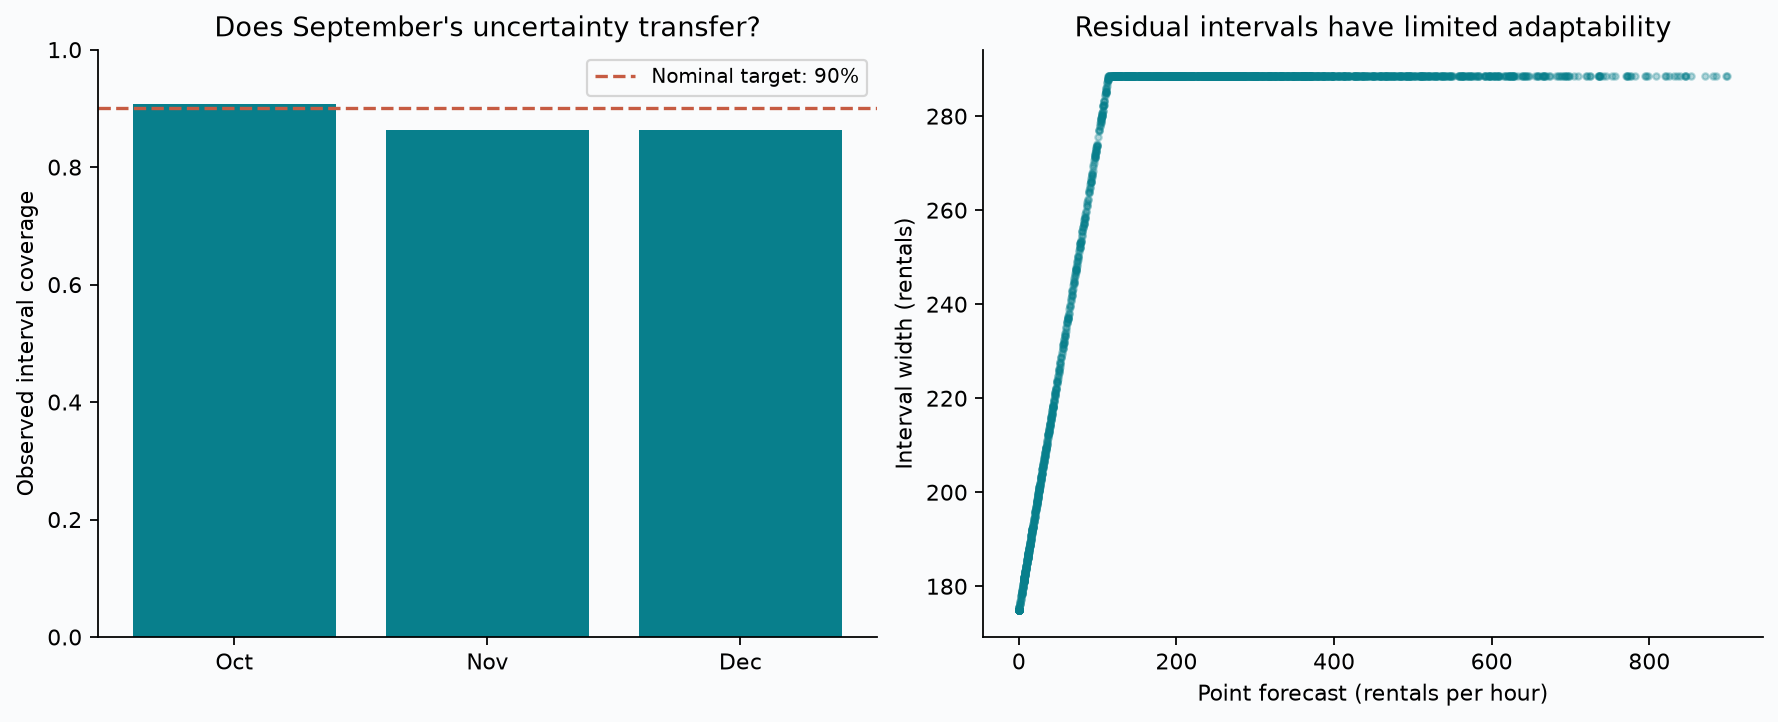 Does September's uncertainty transfer?
Nominal target: 90%
Observed interval coverage
1.0
0.8
0.6
0.4
0.2
0.0
Oct
Nov
Dec
Residual intervals have limited adaptability
Interval width (rentals)
280
260
240
220
200
180
0
200
400
600
800
Point forecast (rentals per hour)